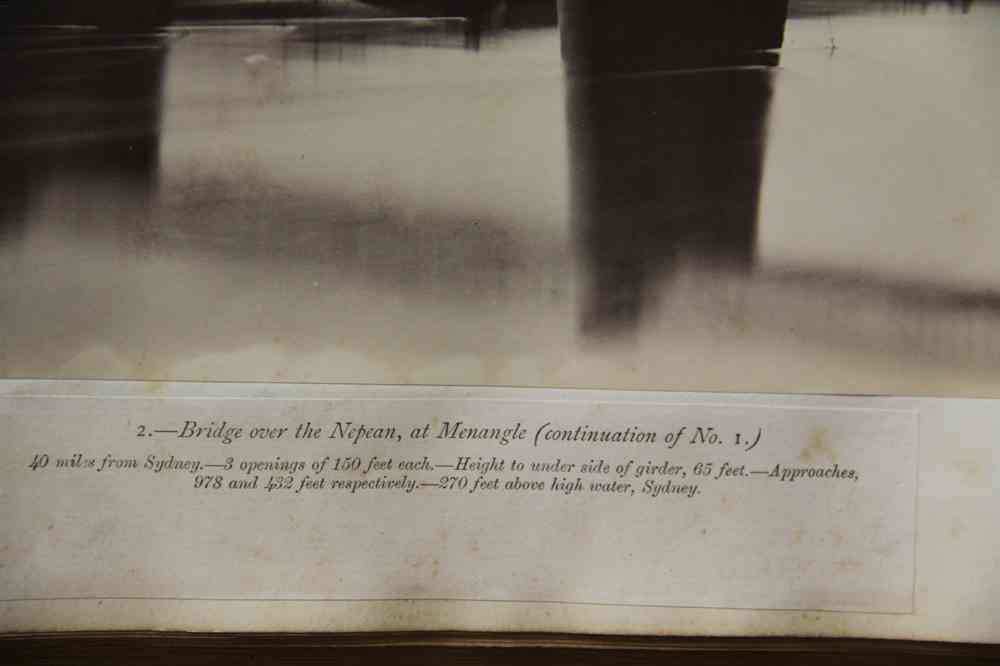 2.—Bridge over the Nepean, at Menangle (continuation of No. 1.)
40 miles from Sydney.—3 openings of 150 feet each.—Height to under side of girder, 65 feet.—Approaches,
978 and 432 feet respectively.—270 feet above high water, Sydney.